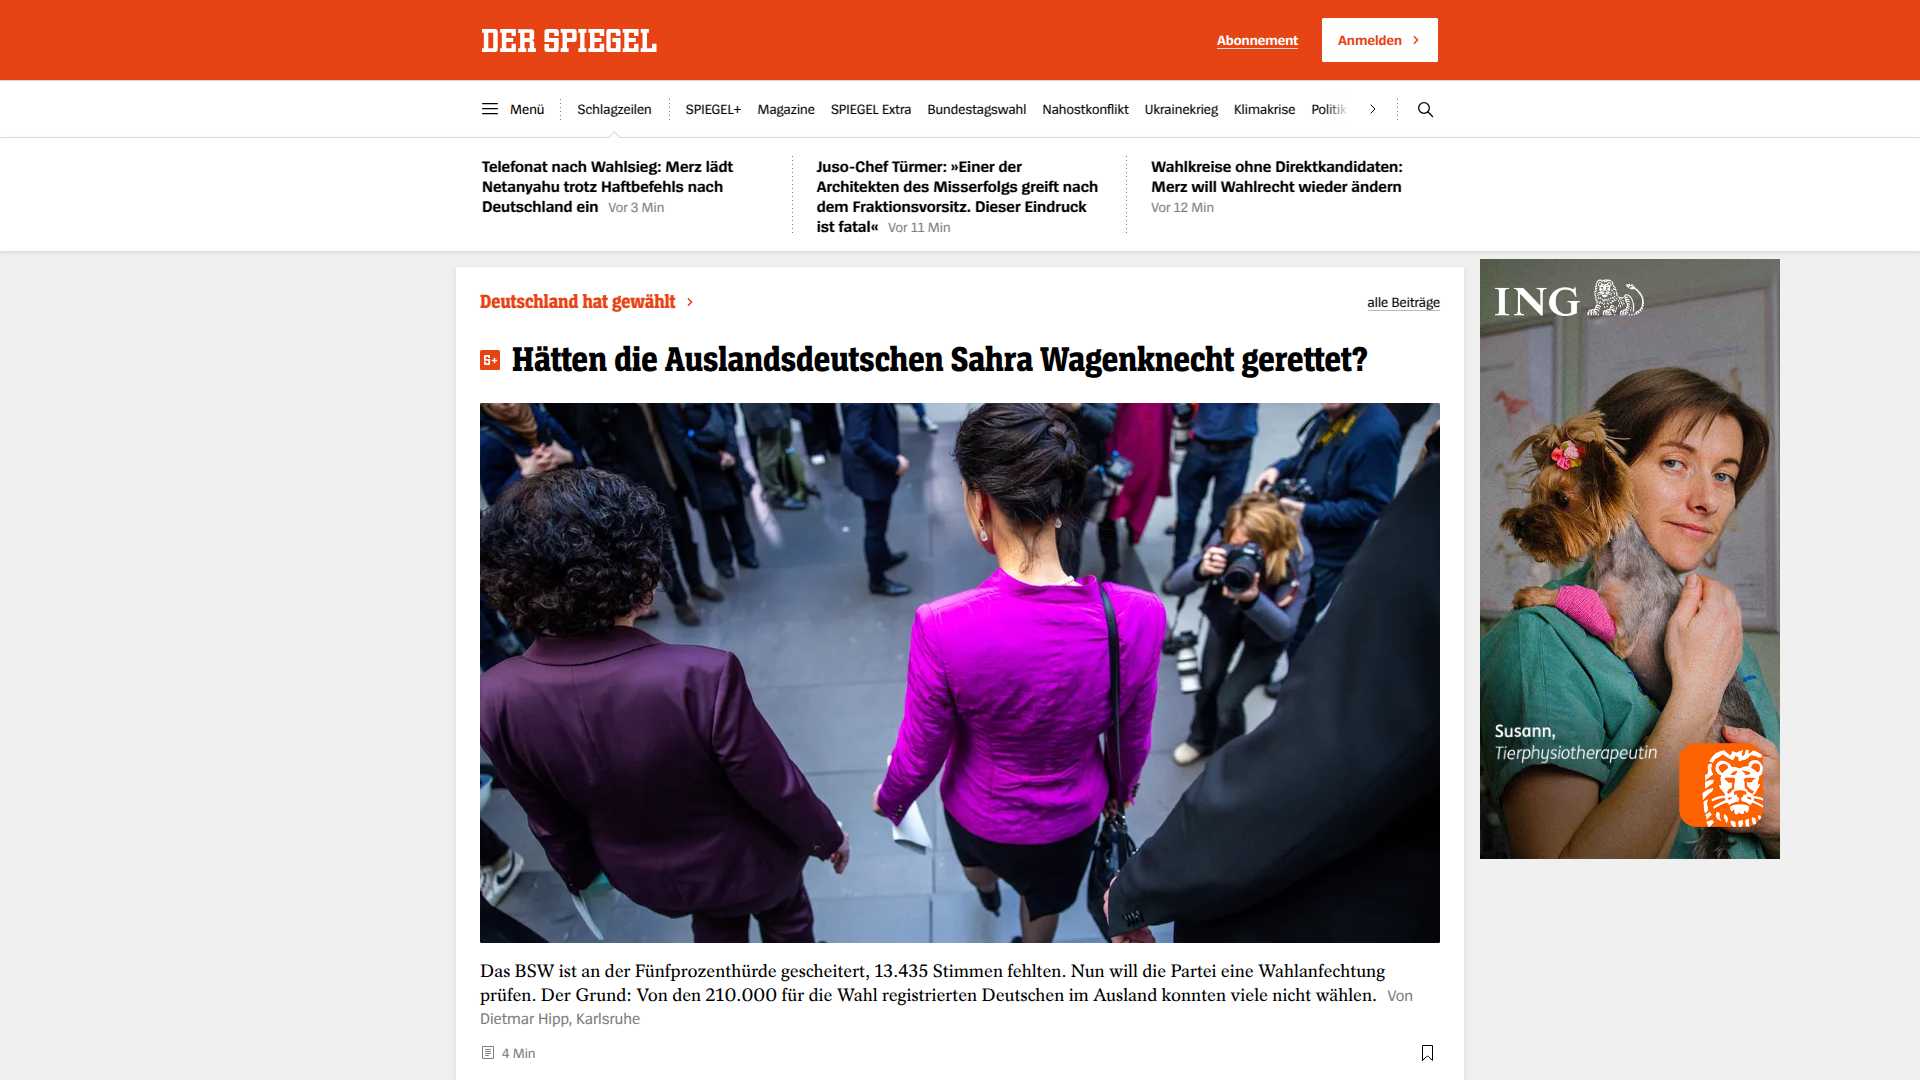 DER SPIEGEL
Abonnement
Anmelden
Menü
Schlagzeilen
SPIEGEL+
Magazine
SPIEGEL Extra
Bundestagswahl
Nahostkonflikt
Ukrainekrieg
Klimakrise
Politik
Telefonat nach Wahlsieg: Merz lädt
Netanyahu trotz Haftbefehls nach
Deutschland ein Vor 3 Min
Juso-Chef Türmer: »Einer der
Architekten des Misserfolgs greift nach
dem Fraktionsvorsitz. Dieser Eindruck
ist fatal« Vor 11 Min
Wahlkreise ohne Direktkandidaten:
Merz will Wahlrecht wieder ändern
Vor 12 Min
Deutschland hat gewählt
alle Beiträge
S+ Hätten die Auslandsdeutschen Sahra Wagenknecht gerettet?
Das BSW ist an der Fünfprozenthürde gescheitert, 13.435 Stimmen fehlten. Nun will die Partei eine Wahlanfechtung
prüfen. Der Grund: Von den 210.000 für die Wahl registrierten Deutschen im Ausland konnten viele nicht wählen. Von
Dietmar Hipp, Karlsruhe
4 Min
ING
Susann,
Tierphysiotherapeutin